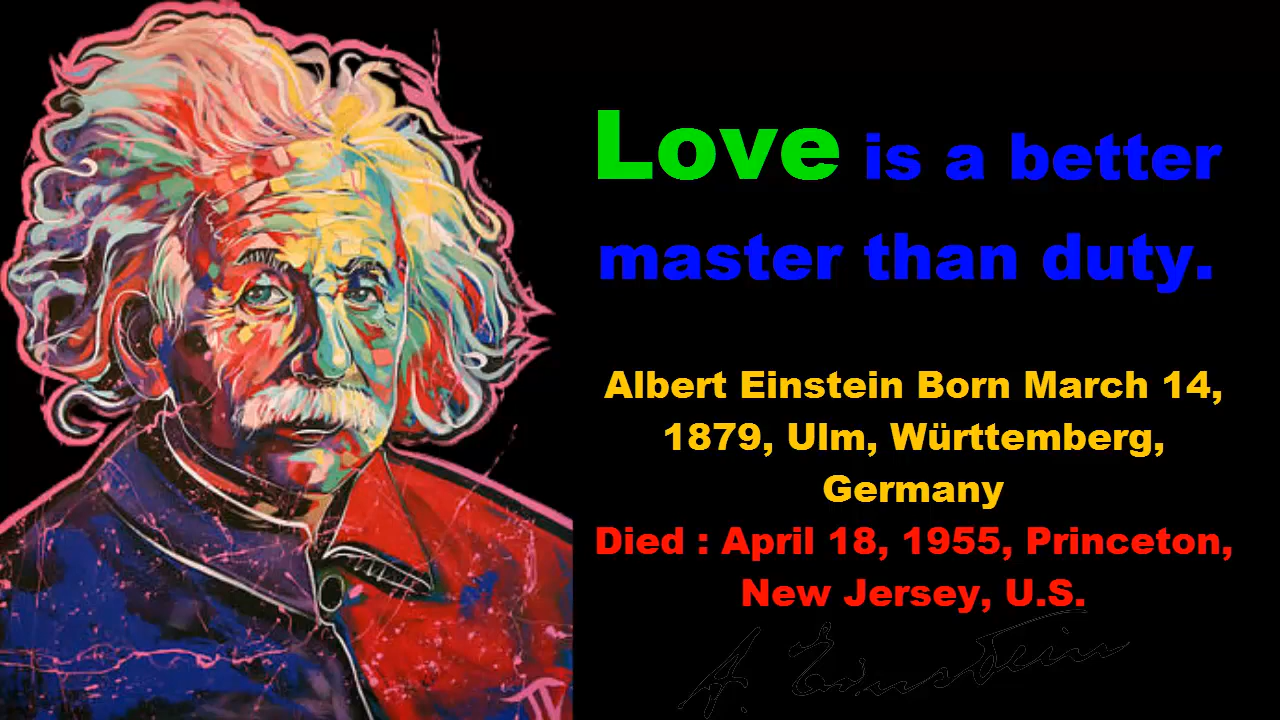 Love is a better
master than duty.
Albert Einstein Born March 14,
1879, Ulm, Württemberg,
Germany
Died : April 18, 1955, Princeton,
New Jersey, U.S.
A. Einstein